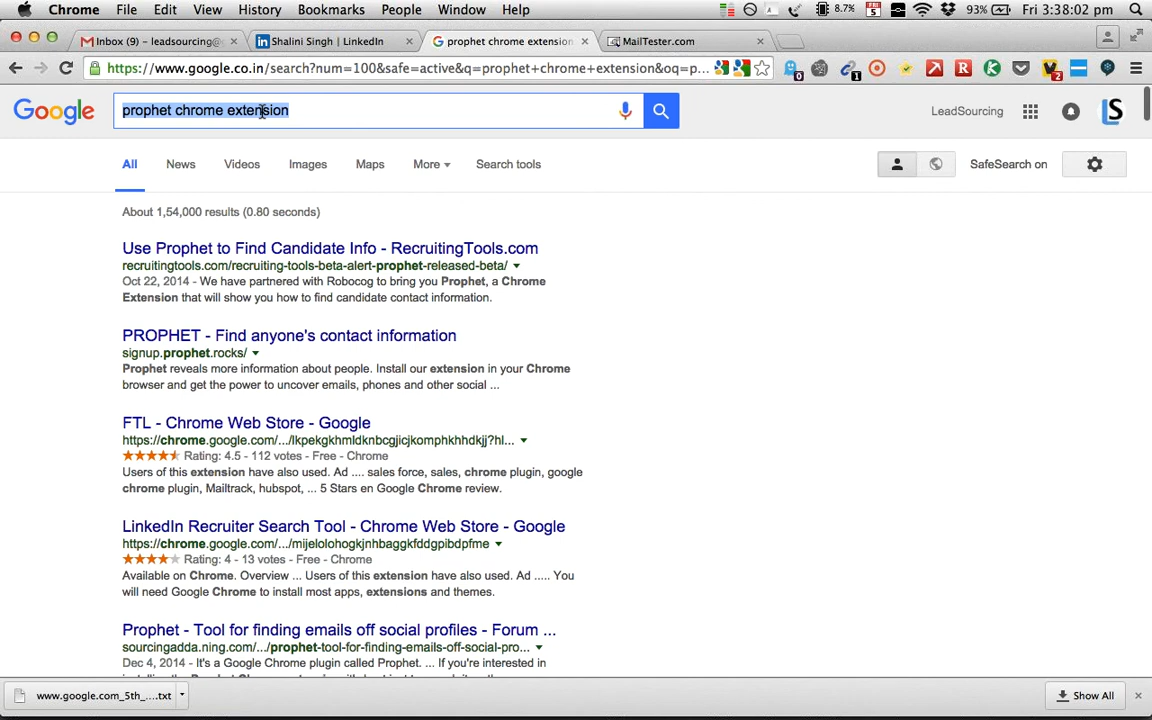 Chrome File Edit View History Bookmarks People Window Help 8.7% 93% Fri 3:38:02 pm
Inbox (9) – leadsourcing@ Shalini Singh | LinkedIn prophet chrome extension MailTester.com
https://www.google.co.in/search?num=100&safe=active&q=prophet+chrome+extension&oq=p...
Google prophet chrome extension LeadSourcing LS
All News Videos Images Maps More Search tools SafeSearch on
About 1,54,000 results (0.80 seconds)
Use Prophet to Find Candidate Info - RecruitingTools.com
recruitingtools.com/recruiting-tools-beta-alert-prophet-released-beta/
Oct 22, 2014 - We have partnered with Robocog to bring you Prophet, a Chrome
Extension that will show you how to find candidate contact information.
PROPHET - Find anyone's contact information
signup.prophet.rocks/
Prophet reveals more information about people. Install our extension in your Chrome
browser and get the power to uncover emails, phones and other social ...
FTL - Chrome Web Store - Google
https://chrome.google.com/.../lkpekgkhmldknbcgjicjkomphkhhdkjj?hl...
Rating: 4.5 - 112 votes - Free - Chrome
Users of this extension have also used. Ad .... sales force, sales, chrome plugin, google
chrome plugin, Mailtrack, hubspot, ... 5 Stars en Google Chrome review.
LinkedIn Recruiter Search Tool - Chrome Web Store - Google
https://chrome.google.com/.../mijelolohogkjnhbaggkfddgpibdpfme
Rating: 4 - 13 votes - Free - Chrome
Available on Chrome. Overview ... Users of this extension have also used. Ad ..... You
will need Google Chrome to install most apps, extensions and themes.
Prophet - Tool for finding emails off social profiles - Forum ...
sourcingadda.ning.com/.../prophet-tool-for-finding-emails-off-social-pro...
Dec 4, 2014 - It's a Google Chrome plugin called Prophet. ... If you're interested in
www.google.com_5th_....txt Show All